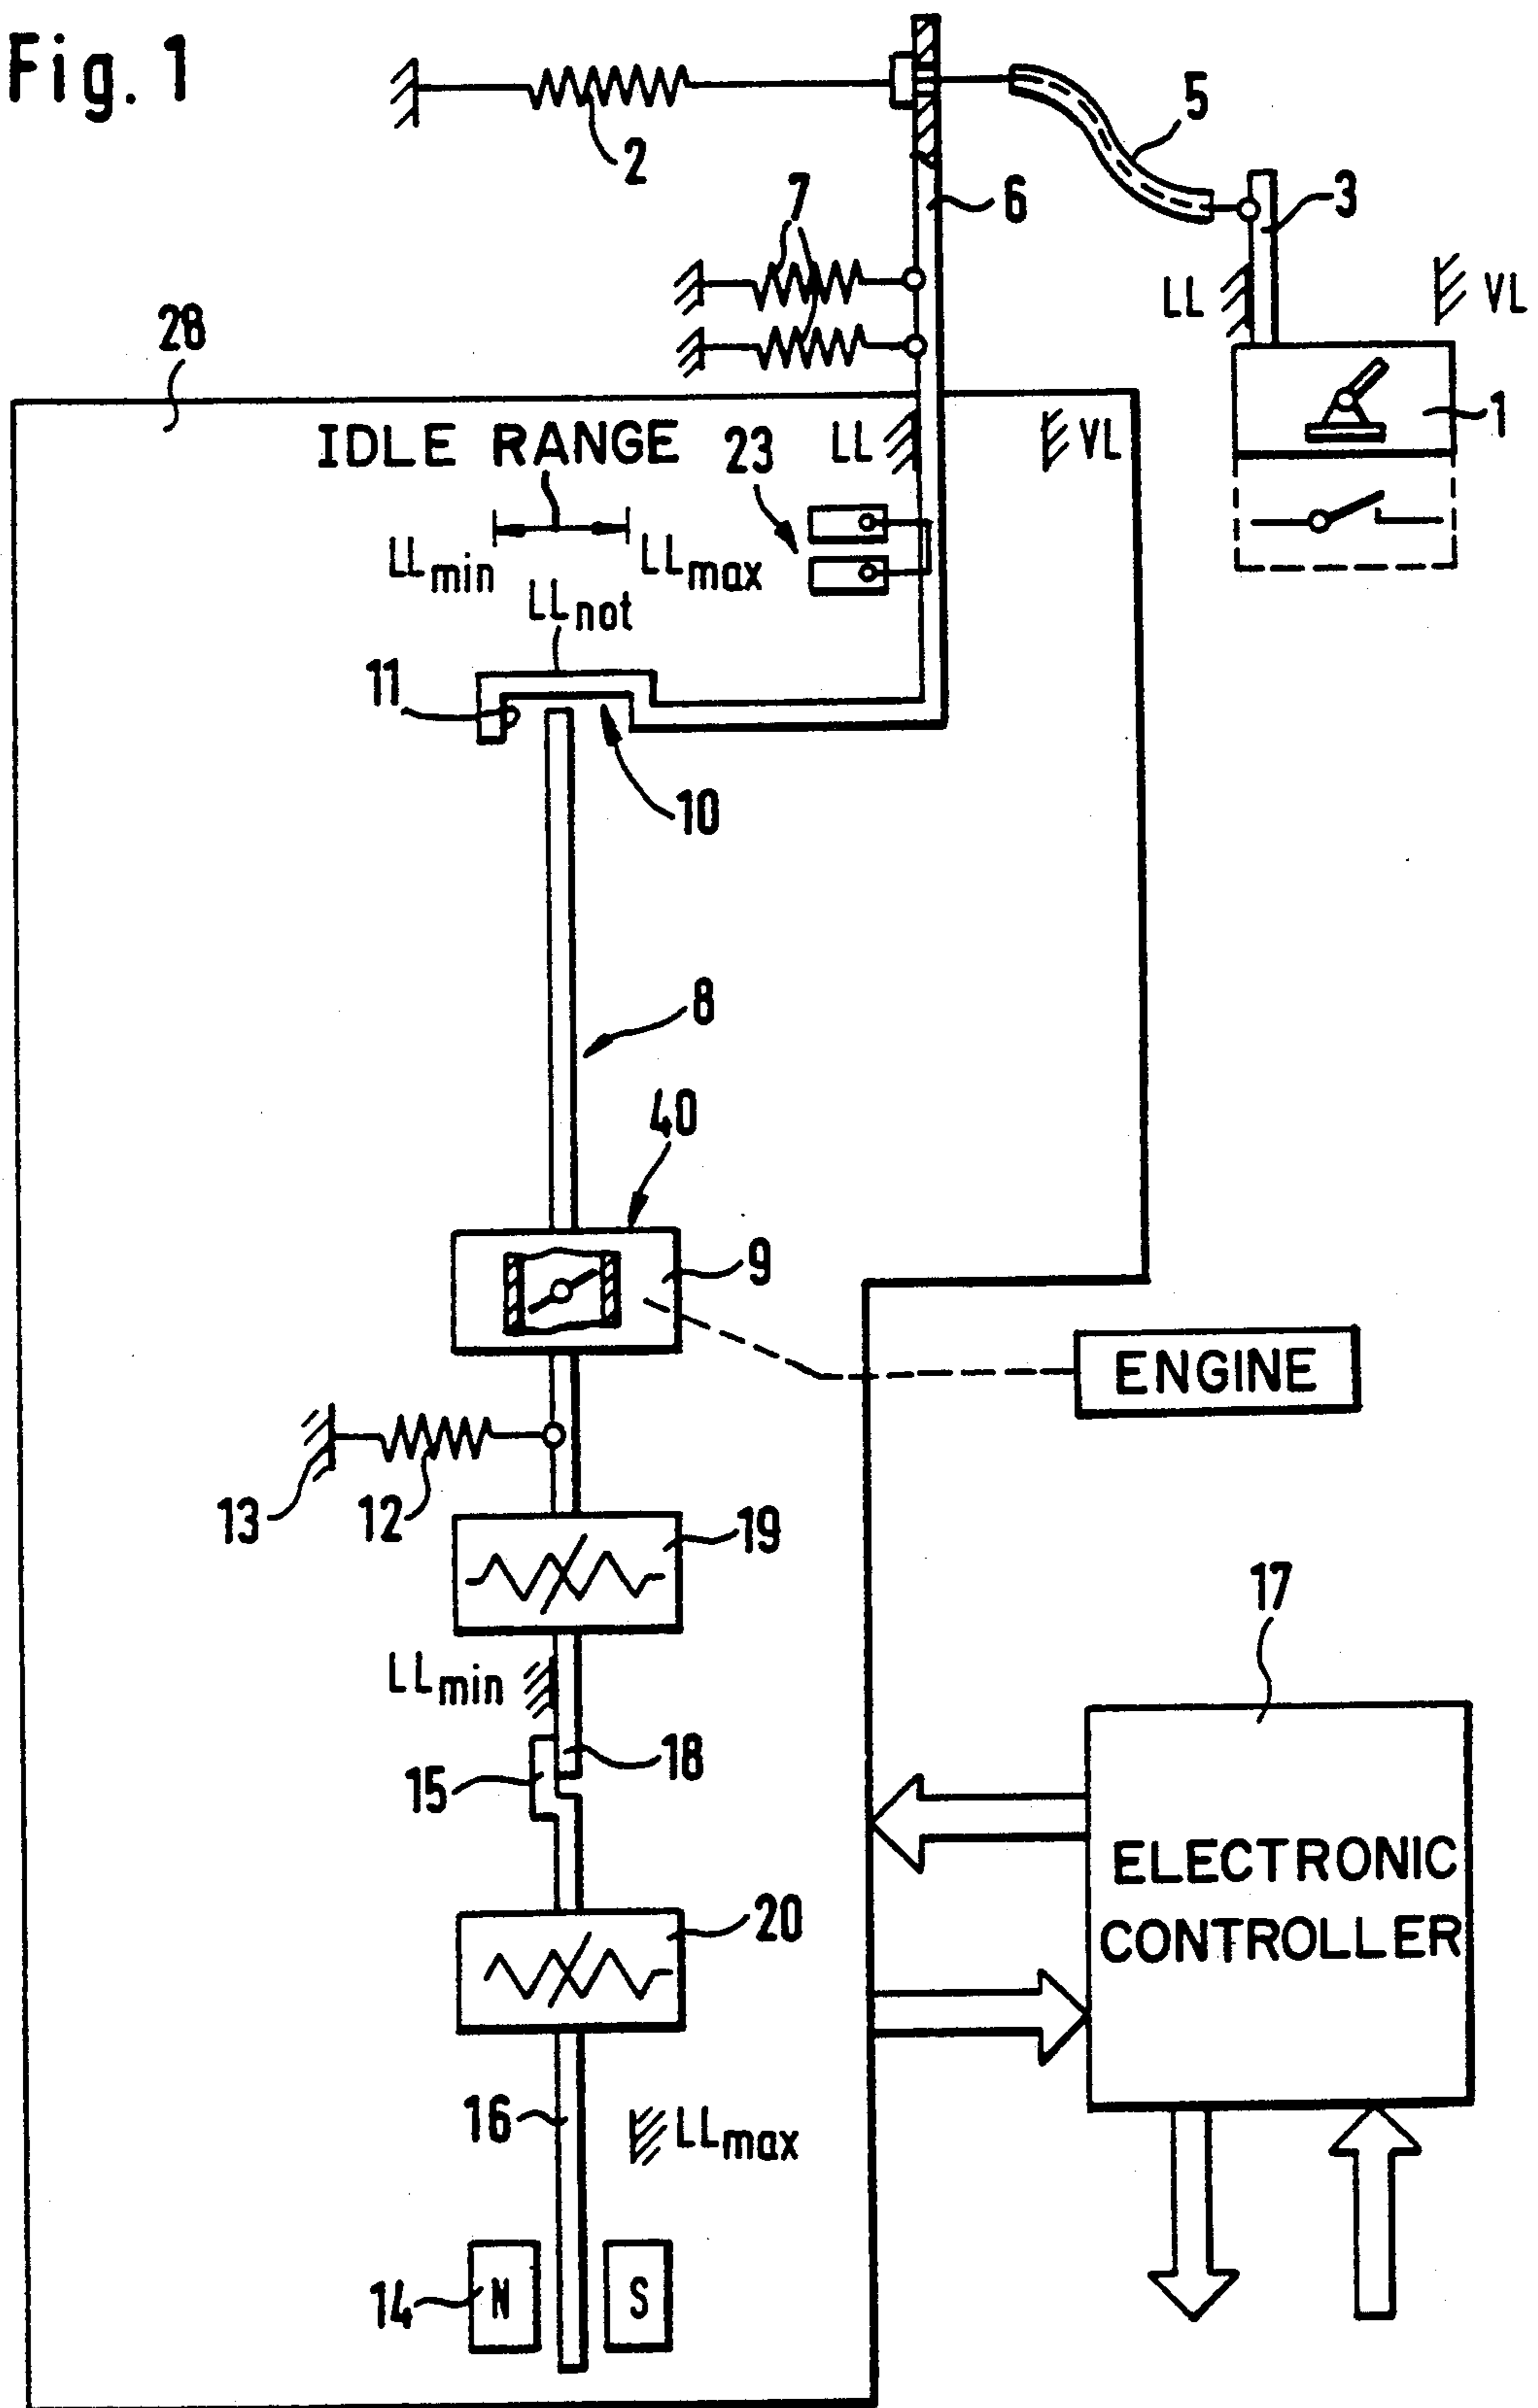 Fig. 1
2
5
7
6
3
LL
VL
28
1
IDLE RANGE
23
LL
VL
LLmin
LLmax
LLnot
11
10
8
40
9
ENGINE
13
12
19
17
LLmin
15
18
ELECTRONIC
CONTROLLER
20
16
LLmax
14
N
S